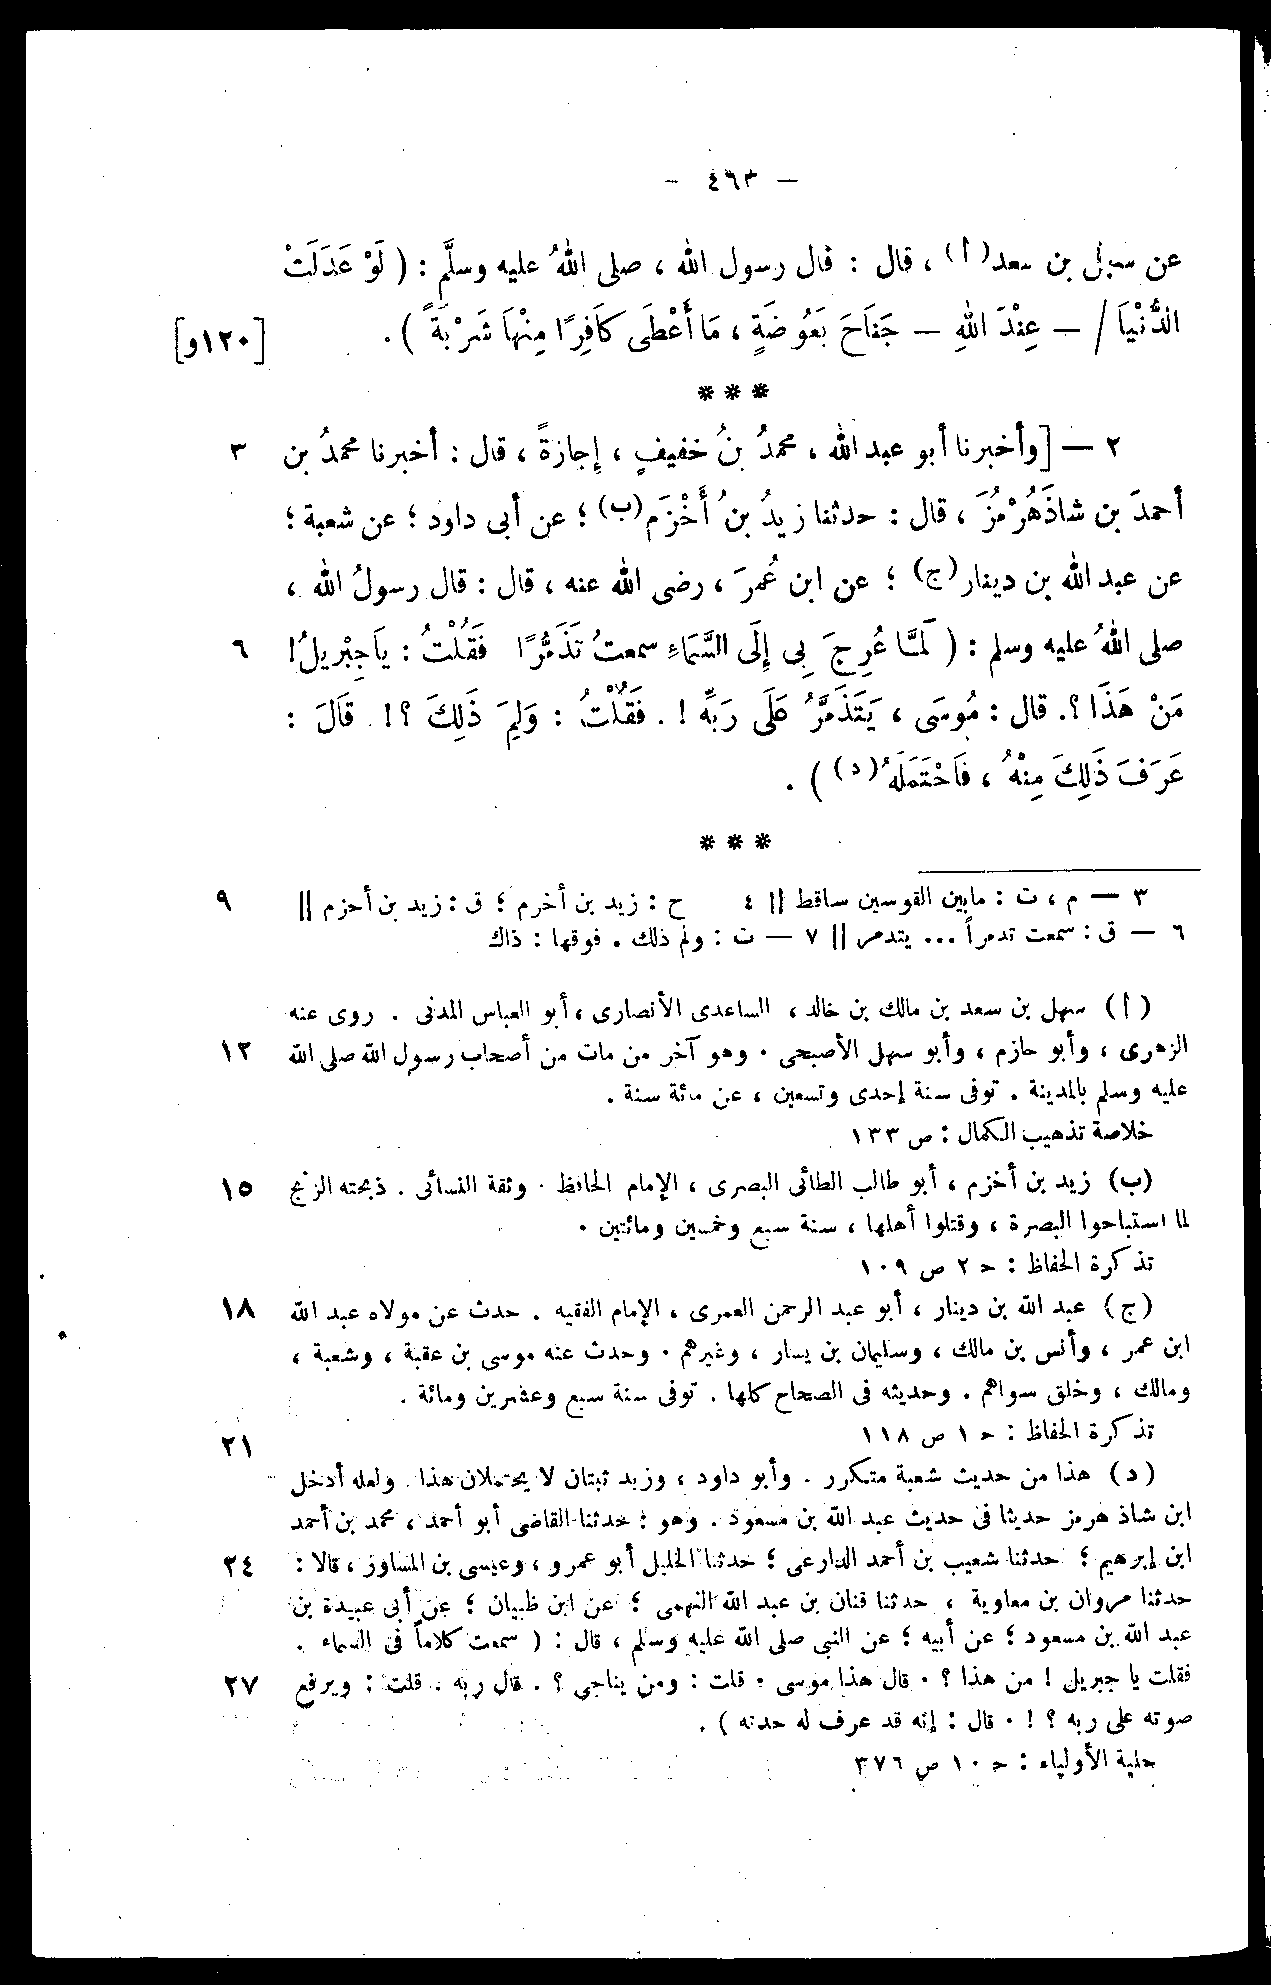 — ٤٦٣ —
عن سهل بن سعد(أ) ، قال : قال رسول الله ، صلى اللهُ عليه وسلَّم : ( لَوْ عَدَلَتْ
الدُّنْيَا / — عِنْدَ اللهِ — جَنَاحَ بَعُوضَةٍ ، مَا أَعْطَى كَافِرًا مِنْهَا شَرْبَةً ) . [١٢٠و]
***
٢ — [وأخبرنا أبو عبد الله ، محمدُ بنُ خفيفٍ ، إجازةً ، قال : أخبرنا محمدُ بن ٣
أحمدَ بن شاذَهُرْمُزَ ، قال : حدثنا زيدُ بنُ أَخْزَم(ب) ؛ عن أبى داود ؛ عن شعبة ؛
عن عبد الله بن دينار(ج) ؛ عن ابن عُمرَ ، رضى الله عنه ، قال : قال رسولُ الله ،
صلى اللهُ عليه وسلم : ( لَمَّا عُرِجَ بِى إِلَى السَّمَاءِ سمعتُ تَذَمُّرًا فَقُلْتُ : يَاجِبْرِيلُ ! ٦
مَنْ هَذَا ؟. قال : مُوسَى ، يَتَذَمَّرُ عَلَى رَبِّهِ ! . فَقُلْتُ : وَلِمَ ذَلِكَ ؟! . قَالَ :
عَرَفَ ذَلِكَ مِنْهُ ، فَاحْتَمَلَهُ(د) ) .
***
٣ — م ، ت : مابين القوسين ساقط || ٤ ح : زيد بن أخرم ؛ ق : زيد بن أحزم || ٩
٦ — ق : سمعت تدمراً ... يتدمر || ٧ — ت : ولم ذلك . فوقها : ذاك
(أ) سهل بن سعد بن مالك بن خالد ، الساعدى الأنصارى ، أبو العباس المدنى . روى عنه
الزهرى ، وأبو حازم ، وأبو سهل الأصبحى . وهو آخر من مات من أصحاب رسول الله صلى الله ١٢
عليه وسلم بالمدينة . توفى سنة إحدى وتسعين ، عن مائة سنة .
خلاصة تذهيب الكمال : ص ١٣٣
(ب) زيد بن أخزم ، أبو طالب الطائى البصرى ، الإمام الحافظ . وثقة النسائى . ذبحته الزنج ١٥
لما استباحوا البصرة ، وقتلوا أهلها ، سنة سبع وخمسين ومائتين .
تذكرة الحفاظ : ح ٢ ص ١٠٩
(ج) عبد الله بن دينار ، أبو عبد الرحمن العمرى ، الإمام الفقيه . حدث عن مولاه عبد الله ١٨
ابن عمر ، وأنس بن مالك ، وسليمان بن يسار ، وغيرهم . وحدث عنه موسى بن عقبة ، وشعبة ،
ومالك ، وخلق سواهم . وحديثه فى الصحاح كلها . توفى سنة سبع وعشرين ومائة .
تذكرة الحفاظ : ح ١ ص ١١٨ ٢١
(د) هذا من حديث شعبة متكرر . وأبو داود ، وزيد ثبتان لا يحتملان هذا . ولعله أدخل
ابن شاذ هرمز حديثا فى حديث عبد الله بن مسعود . وهو : حدثنا القاضى أبو أحمد ، محمد بن أحمد
ابن إبرهيم ؛ حدثنا شعيب بن أحمد الدارعى ؛ حدثنا الخليل أبو عمرو ، وعيسى بن المساور ، قالا : ٢٤
حدثنا مروان بن معاوية ، حدثنا قنان بن عبد الله النهمى ؛ عن ابن ظبيان ؛ عن أبى عبيدة بن
عبد الله بن مسعود ؛ عن أبيه ؛ عن النبى صلى الله عليه وسلم ، قال : ( سمعت كلاماً فى السماء .
فقلت يا جبريل ! من هذا ؟ . قال هذا موسى . قلت : ومن يناجى ؟ . قال ربه . قلت : ويرفع ٢٧
صوته على ربه ؟ ! . قال : إنه قد عرف له حدته ) .
حلية الأولياء : ح ١٠ ص ٣٧٦